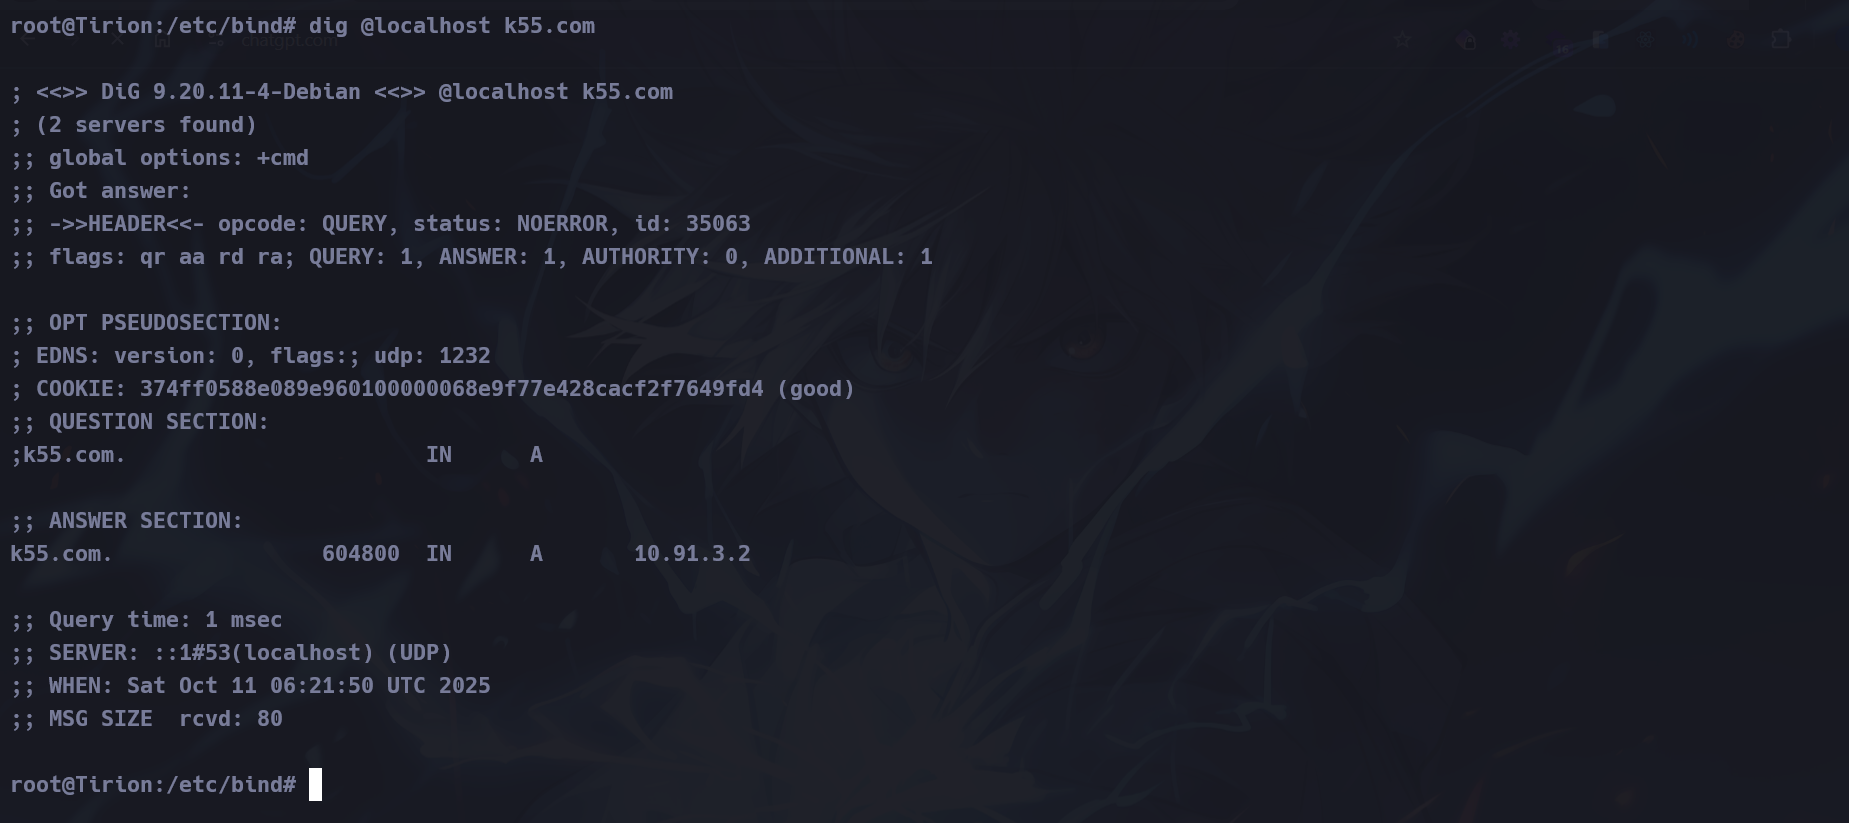 root@Tirion:/etc/bind# dig @localhost k55.com
chatgpt.com
; <<>> DiG 9.20.11-4-Debian <<>> @localhost k55.com
; (2 servers found)
;; global options: +cmd
;; Got answer:
;; ->>HEADER<<- opcode: QUERY, status: NOERROR, id: 35063
;; flags: qr aa rd ra; QUERY: 1, ANSWER: 1, AUTHORITY: 0, ADDITIONAL: 1
;; OPT PSEUDOSECTION:
; EDNS: version: 0, flags:; udp: 1232
; COOKIE: 374ff0588e089e960100000068e9f77e428cacf2f7649fd4 (good)
;; QUESTION SECTION:
;k55.com. IN A
;; ANSWER SECTION:
k55.com. 604800 IN A 10.91.3.2
;; Query time: 1 msec
;; SERVER: ::1#53(localhost) (UDP)
;; WHEN: Sat Oct 11 06:21:50 UTC 2025
;; MSG SIZE rcvd: 80
root@Tirion:/etc/bind#